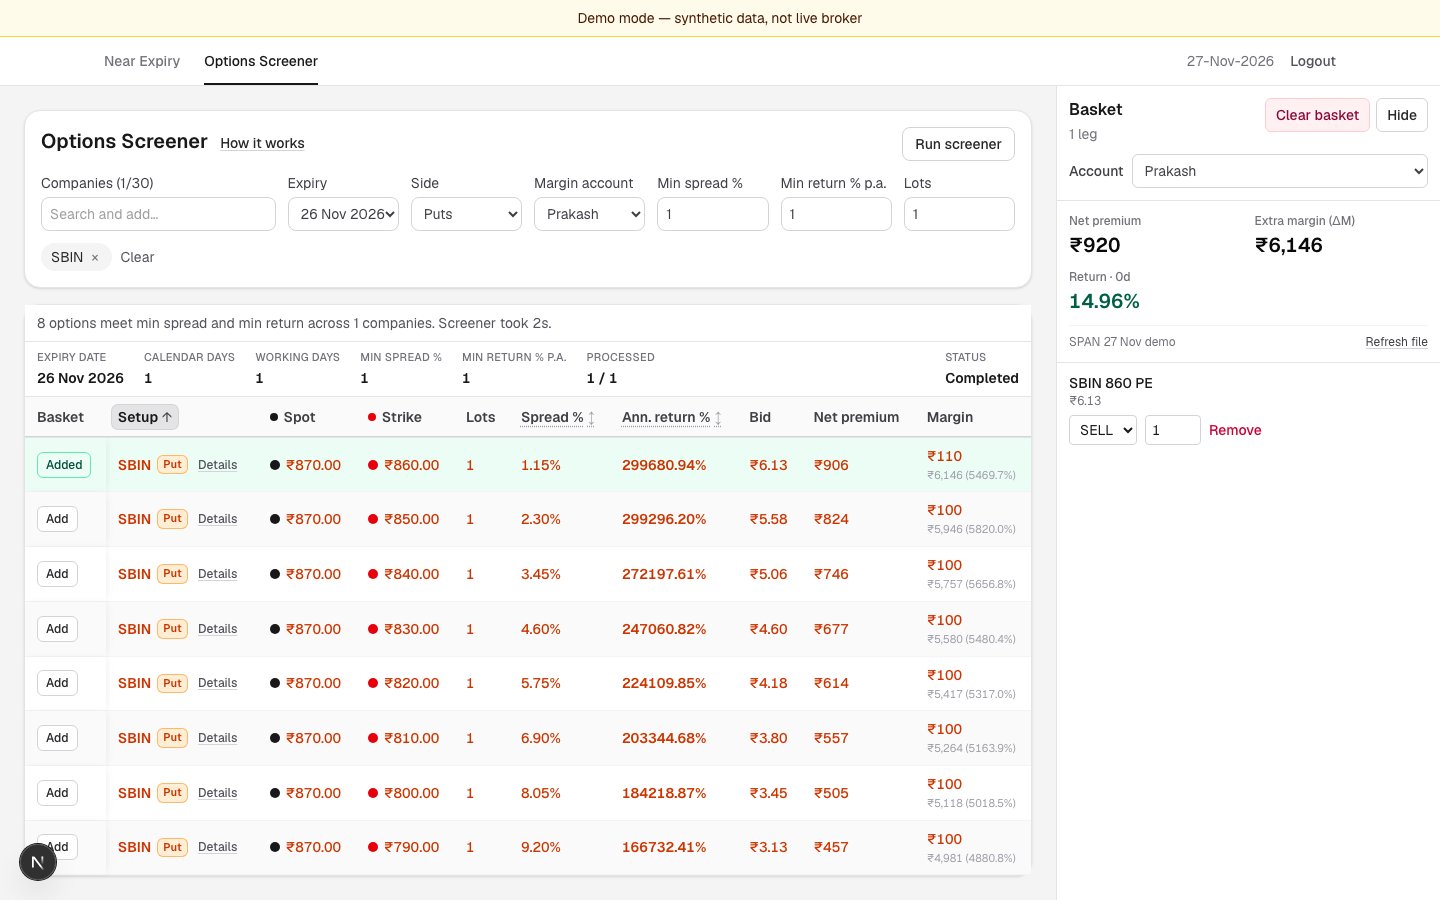 Demo mode — synthetic data, not live broker
Near Expiry Options Screener 27-Nov-2026 Logout
Options Screener How it works Run screener
Companies (1/30) Expiry Side Margin account Min spread % Min return % p.a. Lots
Search and add... 26 Nov 2026 Puts Prakash 1 1 1
SBIN × Clear
8 options meet min spread and min return across 1 companies. Screener took 2s.
EXPIRY DATE CALENDAR DAYS WORKING DAYS MIN SPREAD % MIN RETURN % P.A. PROCESSED STATUS
26 Nov 2026 1 1 1 1 1 / 1 Completed
Basket Setup ↑ Spot Strike Lots Spread % ↕ Ann. return % ↕ Bid Net premium Margin
Added SBIN Put Details ₹870.00 ₹860.00 1 1.15% 299680.94% ₹6.13 ₹906 ₹110
₹6,146 (5469.7%)
Add SBIN Put Details ₹870.00 ₹850.00 1 2.30% 299296.20% ₹5.58 ₹824 ₹100
₹5,946 (5820.0%)
Add SBIN Put Details ₹870.00 ₹840.00 1 3.45% 272197.61% ₹5.06 ₹746 ₹100
₹5,757 (5656.8%)
Add SBIN Put Details ₹870.00 ₹830.00 1 4.60% 247060.82% ₹4.60 ₹677 ₹100
₹5,580 (5480.4%)
Add SBIN Put Details ₹870.00 ₹820.00 1 5.75% 224109.85% ₹4.18 ₹614 ₹100
₹5,417 (5317.0%)
Add SBIN Put Details ₹870.00 ₹810.00 1 6.90% 203344.68% ₹3.80 ₹557 ₹100
₹5,264 (5163.9%)
Add SBIN Put Details ₹870.00 ₹800.00 1 8.05% 184218.87% ₹3.45 ₹505 ₹100
₹5,118 (5018.5%)
Add SBIN Put Details ₹870.00 ₹790.00 1 9.20% 166732.41% ₹3.13 ₹457 ₹100
₹4,981 (4880.8%)
N
Basket Clear basket Hide
1 leg
Account Prakash
Net premium Extra margin (ΔM)
₹920 ₹6,146
Return · 0d
14.96%
SPAN 27 Nov demo Refresh file
SBIN 860 PE
₹6.13
SELL 1 Remove